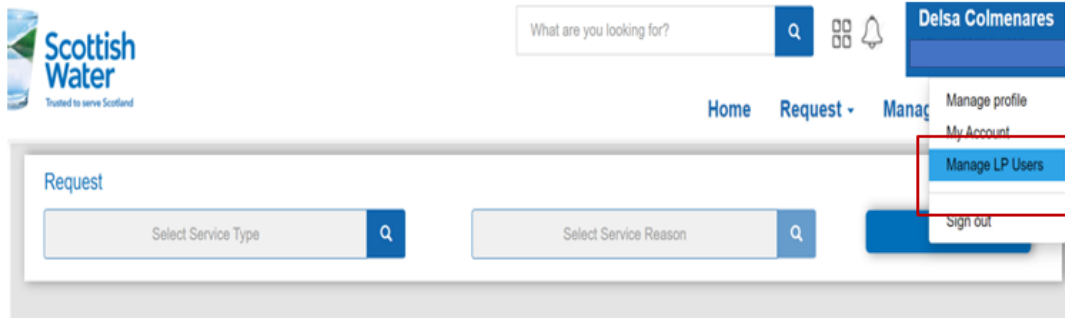 What are you looking for?
Delsa Colmenares
Scottish
Water
Trusted to serve Scotland
Home Request Manag
Manage profile
My Account
Manage LP Users
Sign out
Request
Select Service Type
Select Service Reason